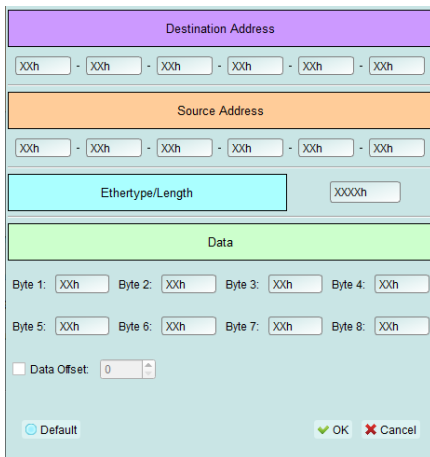 Destination Address
XXh - XXh - XXh - XXh - XXh - XXh
Source Address
XXh - XXh - XXh - XXh - XXh - XXh
Ethertype/Length XXXXh
Data
Byte 1: XXh Byte 2: XXh Byte 3: XXh Byte 4: XXh
Byte 5: XXh Byte 6: XXh Byte 7: XXh Byte 8: XXh
Data Offset: 0
Default OK Cancel